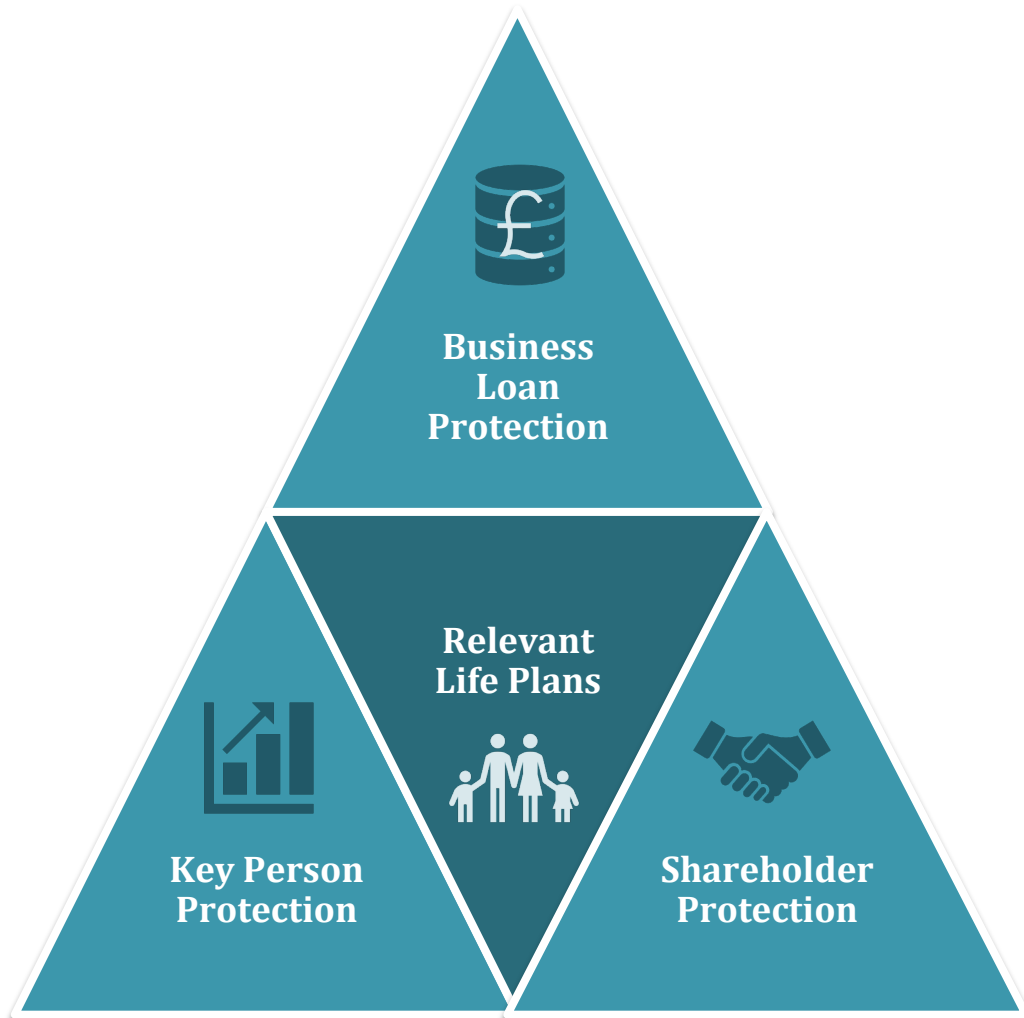 £
Business
Loan
Protection
Relevant
Life Plans
Key Person
Protection
Shareholder
Protection